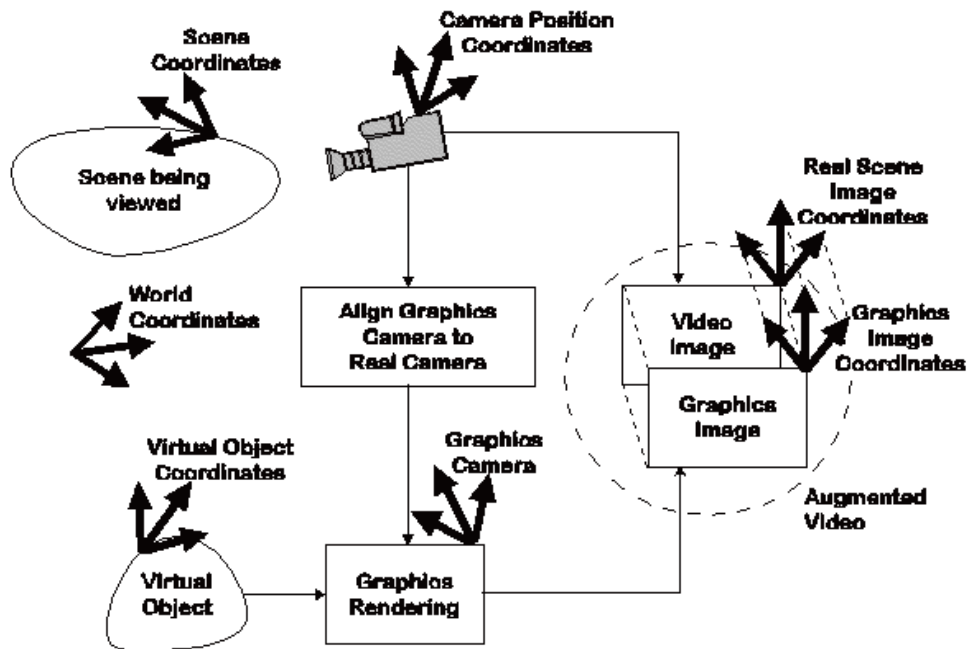 Scene
Coordinates
Camera Position
Coordinates
Scene being
viewed
Real Scene
Image
Coordinates
World
Coordinates
Align Graphics
Camera to
Real Camera
Video
Image
Graphics
Image
Coordinates
Graphics
Image
Virtual Object
Coordinates
Graphics
Camera
Augmented
Video
Virtual
Object
Graphics
Rendering